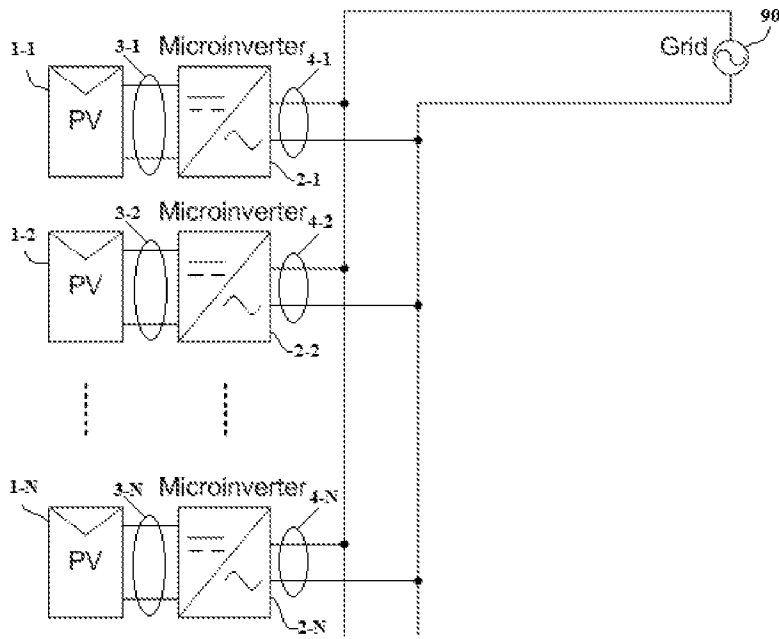 90
Grid
Microinverter
1-1
3-1
4-1
PV
2-1
Microinverter
1-2
3-2
4-2
PV
2-2
Microinverter
1-N
3-N
4-N
PV
2-N